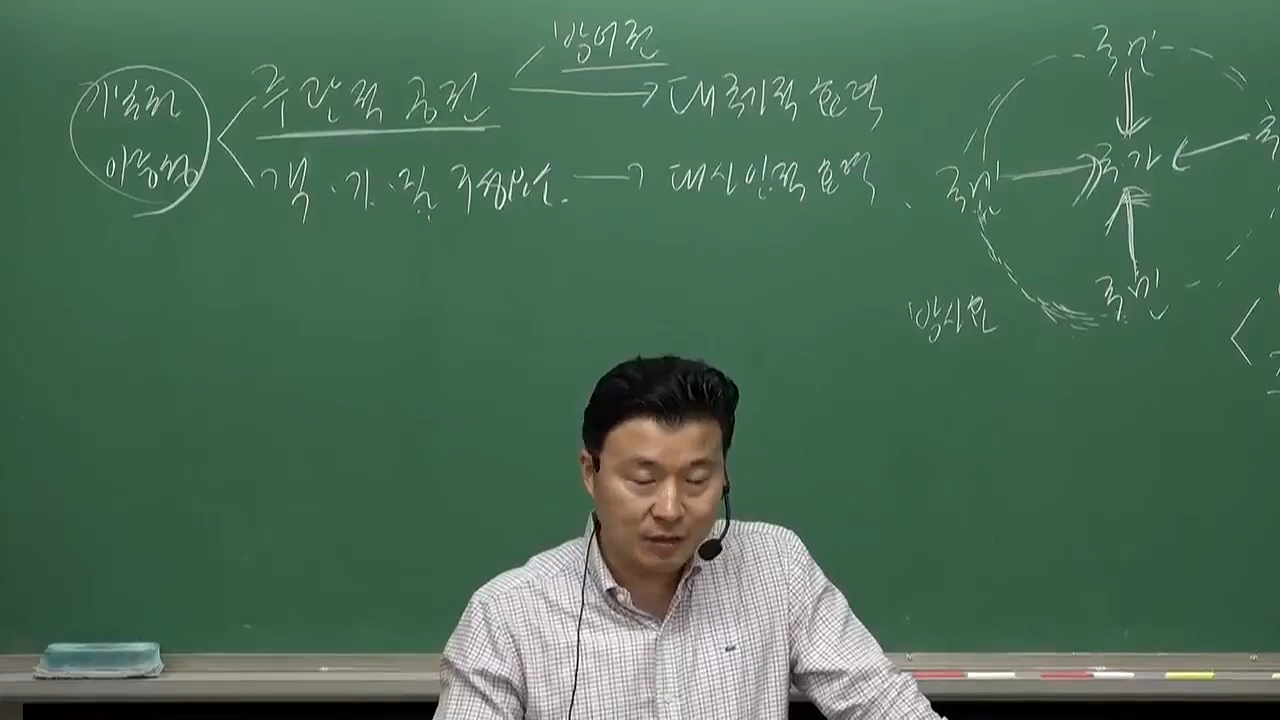 방어권
기본권
이중성
주관적 공권 → 대국가적 효력
객·기·질 구성요소. → 대사인적 효력
국민
국가
국민
국민
방사효